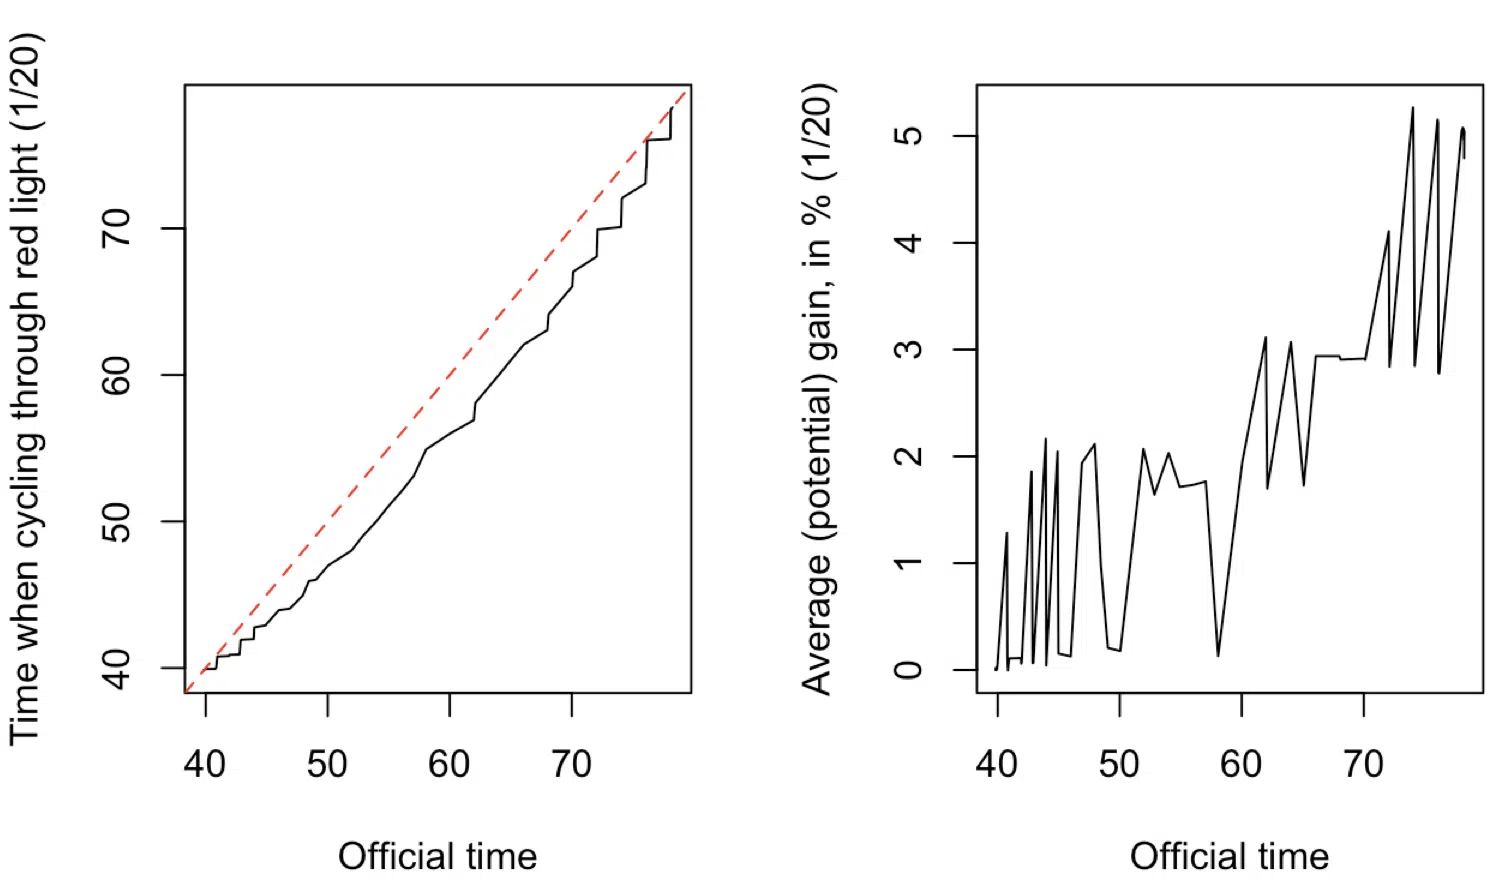 Time when cycling through red light (1/20)
70
60
50
40
40 50 60 70
Official time
Average (potential) gain, in % (1/20)
5
4
3
2
1
0
40 50 60 70
Official time